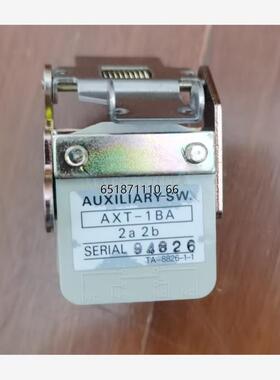 651871110 66
AUXILIARY SW.
AXT-1BA
2a 2b
SERIAL 94826
TA-8826-1-1